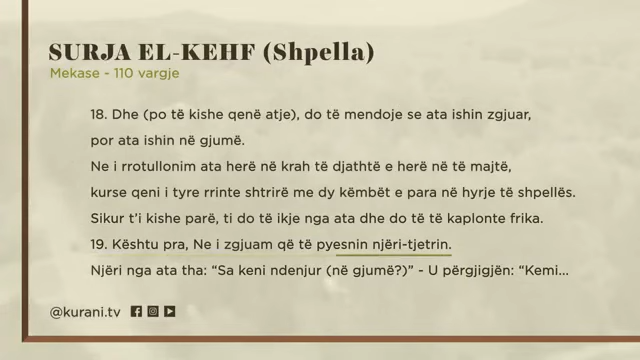 SURJA EL-KEHF (Shpella)
Mekase - 110 vargje
18. Dhe (po të kishe qenë atje), do të mendoje se ata ishin zgjuar,
por ata ishin në gjumë.
Ne i rrotullonim ata herë në krah të djathtë e herë në të majtë,
kurse qeni i tyre rrinte shtrirë me dy këmbët e para në hyrje të shpellës.
Sikur t'i kishe parë, ti do të ikje nga ata dhe do të të kaplonte frika.
19. Kështu pra, Ne i zgjuam që të pyesnin njëri-tjetrin.
Njëri nga ata tha: “Sa keni ndenjur (në gjumë?)” - U përgjigjën: “Kemi...
@kurani.tv